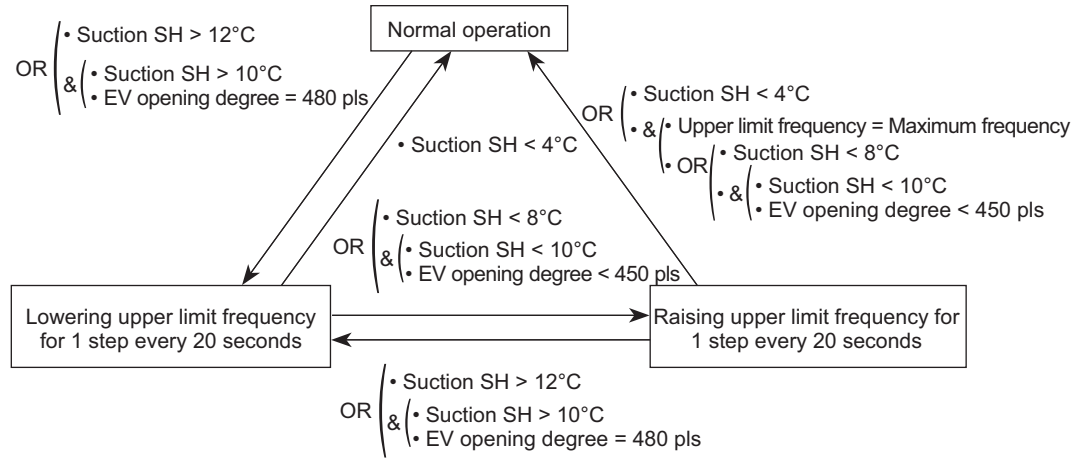 Normal operation
OR
• Suction SH > 12°C
&
• Suction SH > 10°C
• EV opening degree = 480 pls
• Suction SH < 4°C
OR
• Suction SH < 4°C
• &
• Upper limit frequency = Maximum frequency
• OR
• Suction SH < 8°C
• &
• Suction SH < 10°C
• EV opening degree < 450 pls
OR
• Suction SH < 8°C
&
• Suction SH < 10°C
• EV opening degree < 450 pls
Lowering upper limit frequency
for 1 step every 20 seconds
Raising upper limit frequency for
1 step every 20 seconds
OR
• Suction SH > 12°C
&
• Suction SH > 10°C
• EV opening degree = 480 pls